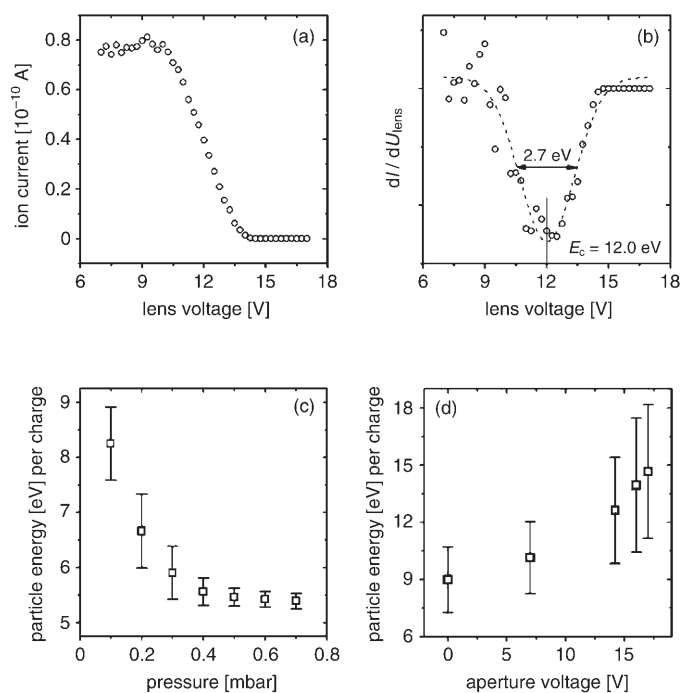 (a)
ion current [10⁻¹⁰ A]
0.8
0.6
0.4
0.2
0
6 9 12 15 18
lens voltage [V]
(b)
dI / dU_lens
2.7 eV
E_c = 12.0 eV
6 9 12 15 18
lens voltage [V]
(c)
particle energy [eV] per charge
9
8
7
6
5
0 0.2 0.4 0.6 0.8
pressure [mbar]
(d)
particle energy [eV] per charge
18
15
12
9
6
0 5 10 15
aperture voltage [V]